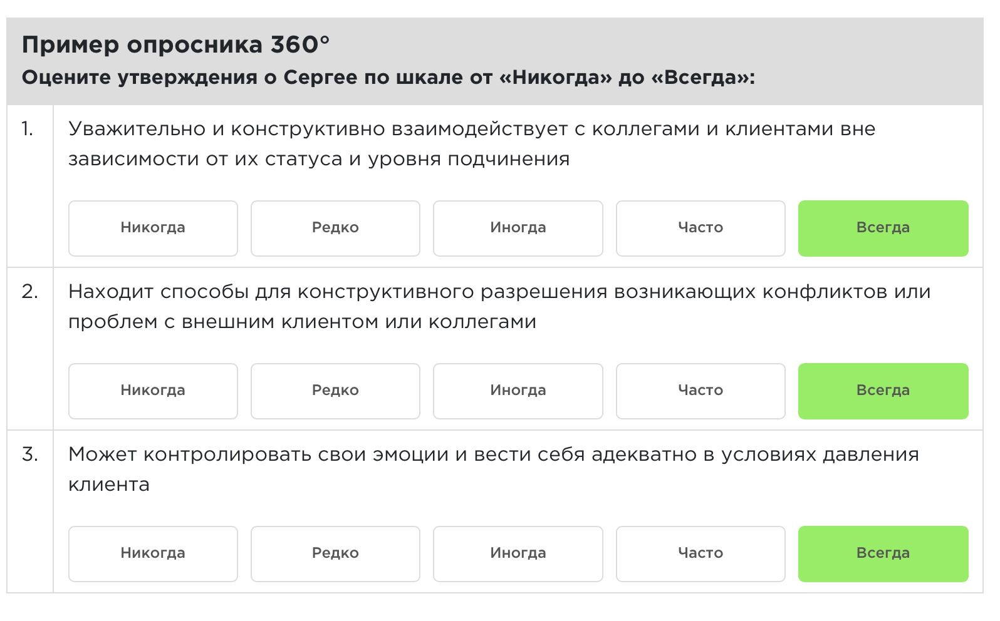 Пример опросника 360°
Оцените утверждения о Сергее по шкале от «Никогда» до «Всегда»:
1. Уважительно и конструктивно взаимодействует с коллегами и клиентами вне
зависимости от их статуса и уровня подчинения
Никогда Редко Иногда Часто Всегда
2. Находит способы для конструктивного разрешения возникающих конфликтов или
проблем с внешним клиентом или коллегами
Никогда Редко Иногда Часто Всегда
3. Может контролировать свои эмоции и вести себя адекватно в условиях давления
клиента
Никогда Редко Иногда Часто Всегда